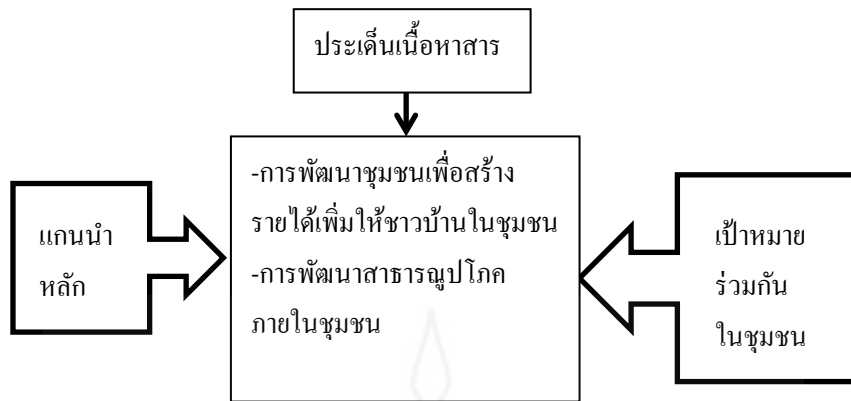 ประเด็นเนื้อหาสาร
-การพัฒนาชุมชนเพื่อสร้าง
รายได้เพิ่มให้ชาวบ้านในชุมชน
-การพัฒนาสาธารณูปโภค
ภายในชุมชน
แกนนำ
หลัก
เป้าหมาย
ร่วมกัน
ในชุมชน